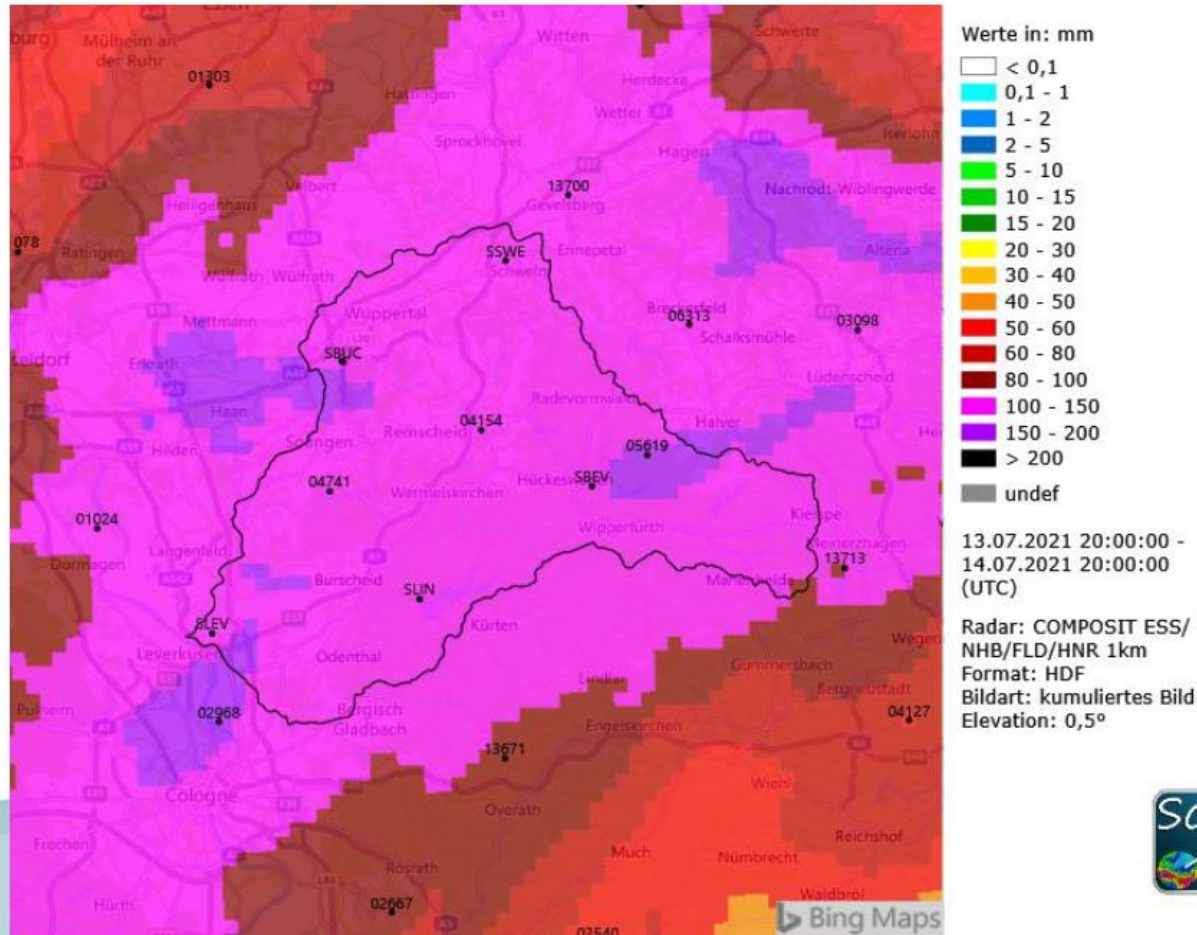 Witten
Schwerte
Mülheim an
der Ruhr
01303
Herdecke
Hattingen
Wetter
Iserlohn
Sprockhövel
Hagen
Velbert
13700
Gevelsberg
Nachrodt-Wiblingwerde
Heiligenhaus
078
Ratingen
SSWE
Ennepetal
Altena
Schwelm
Wülfrath Wülfrath
Breckerfeld
06313
Wuppertal
03098
Mettmann
Schalksmühle
SBUC
Erkrath
Lüdenscheid
Radevormwald
Haan
04154
Remscheid
Halver
Solingen
05619
Hilden
SBEV
04741
Hückeswagen
Wermelskirchen
01024
Wipperfürth
Kierspe
Dormagen
Langenfeld
Meinerzhagen
13713
Burscheid
Marienheide
SLIN
SLEV
Kürten
Leverkusen
Odenthal
Gummersbach
Lindlar
Bergneustadt
Pulheim
02968
Bergisch
Gladbach
04127
Engelskirchen
13671
Wiehl
Cologne
Overath
Reichshof
Frechen
Much
Nümbrecht
Rösrath
Waldbröl
Hürth
02667
03540
Bing Maps
Werte in: mm
< 0,1
0,1 - 1
1 - 2
2 - 5
5 - 10
10 - 15
15 - 20
20 - 30
30 - 40
40 - 50
50 - 60
60 - 80
80 - 100
100 - 150
150 - 200
> 200
undef
13.07.2021 20:00:00 -
14.07.2021 20:00:00
(UTC)
Radar: COMPOSIT ESS/
NHB/FLD/HNR 1km
Format: HDF
Bildart: kumuliertes Bild
Elevation: 0,5º